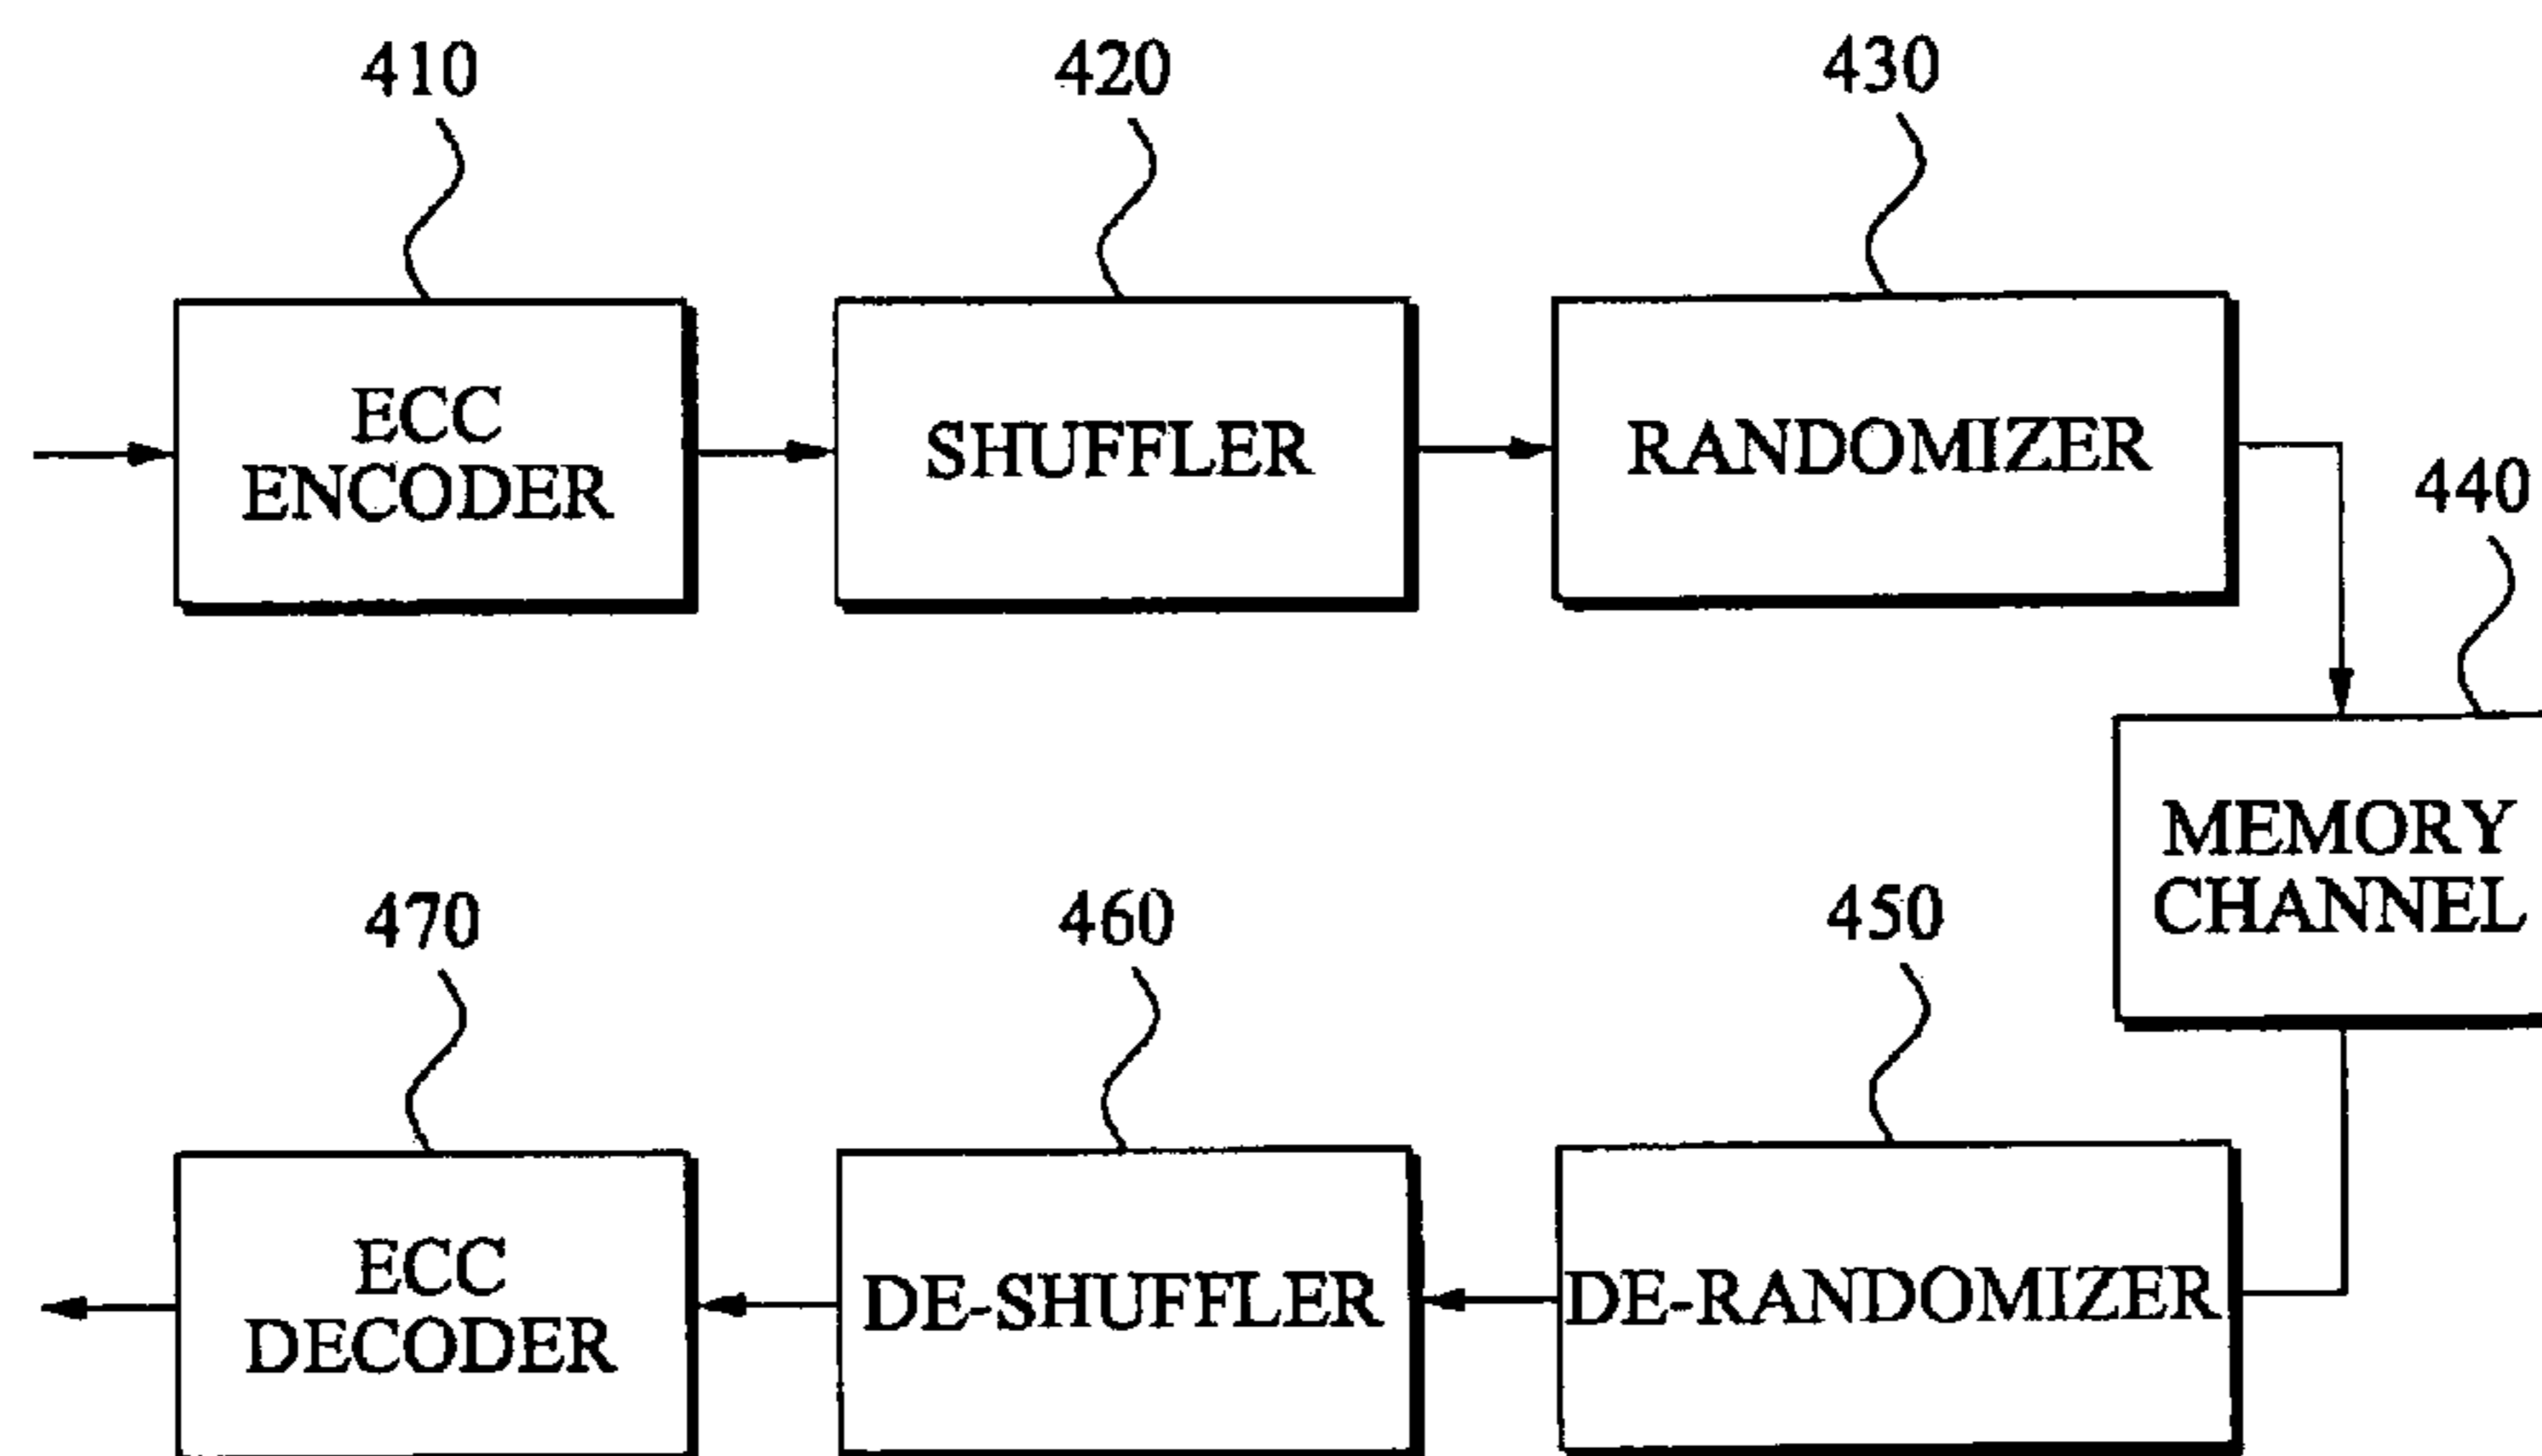 410
420
430
ECC
ENCODER
SHUFFLER
RANDOMIZER
440
MEMORY
CHANNEL
470
460
450
ECC
DECODER
DE-SHUFFLER
DE-RANDOMIZER